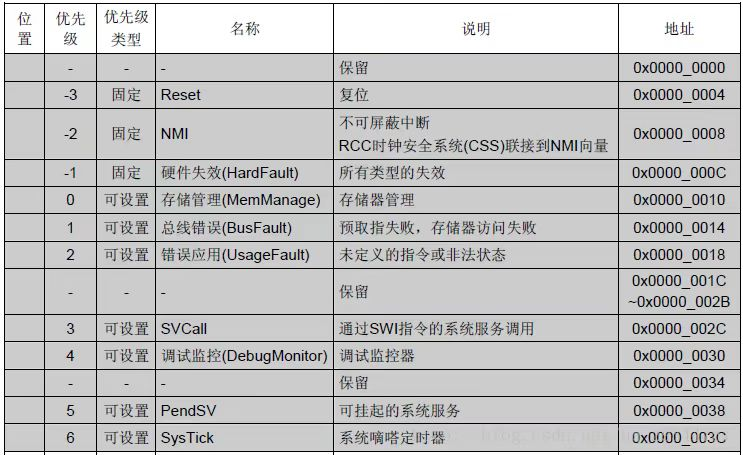 位置 优先级 优先级类型 名称 说明 地址
- - - 保留 0x0000_0000
-3 固定 Reset 复位 0x0000_0004
-2 固定 NMI 不可屏蔽中断
RCC时钟安全系统(CSS)联接到NMI向量 0x0000_0008
-1 固定 硬件失效(HardFault) 所有类型的失效 0x0000_000C
0 可设置 存储管理(MemManage) 存储器管理 0x0000_0010
1 可设置 总线错误(BusFault) 预取指失败，存储器访问失败 0x0000_0014
2 可设置 错误应用(UsageFault) 未定义的指令或非法状态 0x0000_0018
- - - 保留 0x0000_001C
~0x0000_002B
3 可设置 SVCall 通过SWI指令的系统服务调用 0x0000_002C
4 可设置 调试监控(DebugMonitor) 调试监控器 0x0000_0030
- - - 保留 0x0000_0034
5 可设置 PendSV 可挂起的系统服务 0x0000_0038
6 可设置 SysTick 系统嘀嗒定时器 0x0000_003C